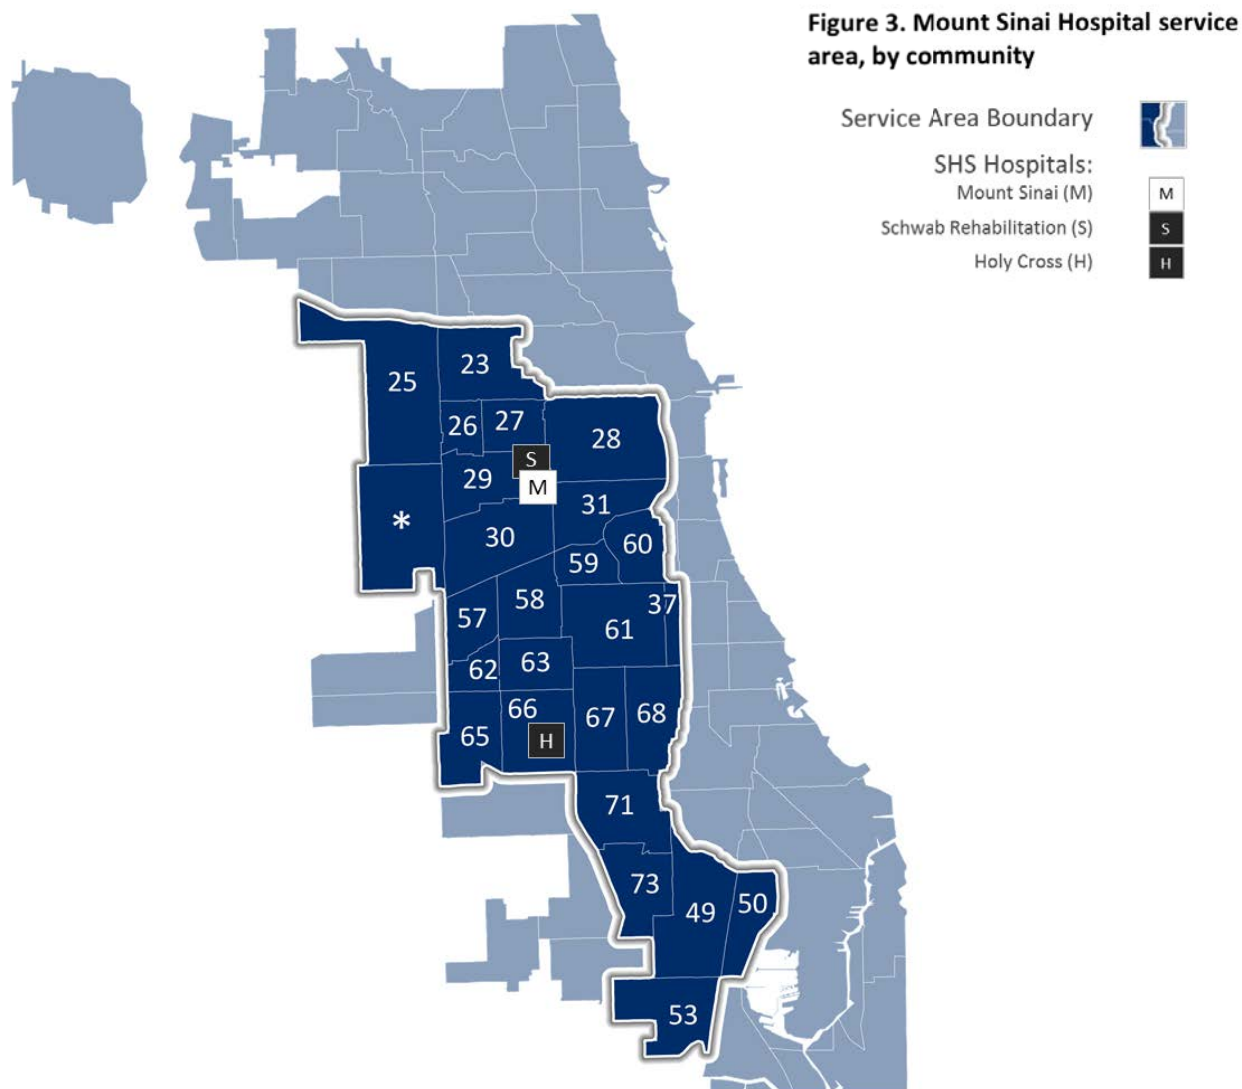 Figure 3. Mount Sinai Hospital service
area, by community
Service Area Boundary
SHS Hospitals:
Mount Sinai (M)
M
Schwab Rehabilitation (S)
S
Holy Cross (H)
H
23
25
26
27
28
S
29
M
31
*
30
60
59
58
37
57
61
62
63
66
67
68
65
H
71
73
49
50
53